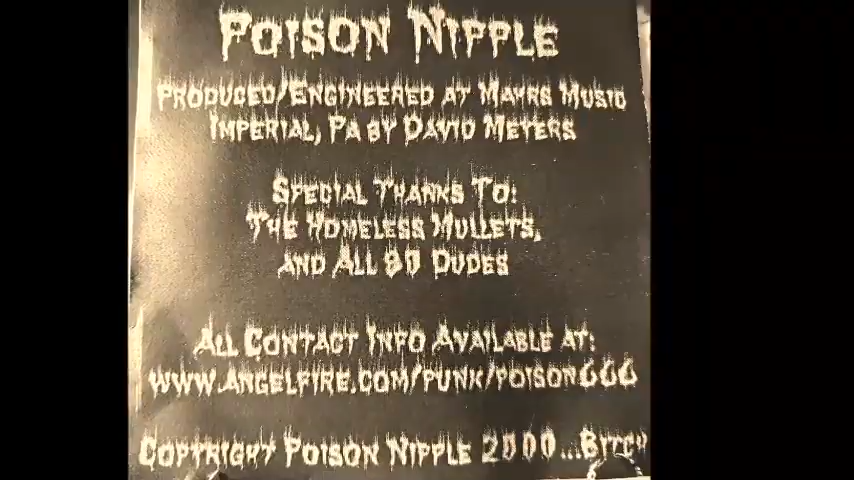 Poison Nipple
Produced/Engineered at Mayrs Music
Imperial, Pa by David Meyers
Special Thanks To:
The Homeless Mullets,
and All 90 Dudes
All Contact Info Available at:
www.angelfire.com/punk/poison666
Copyright Poison Nipple 2000...Bitch